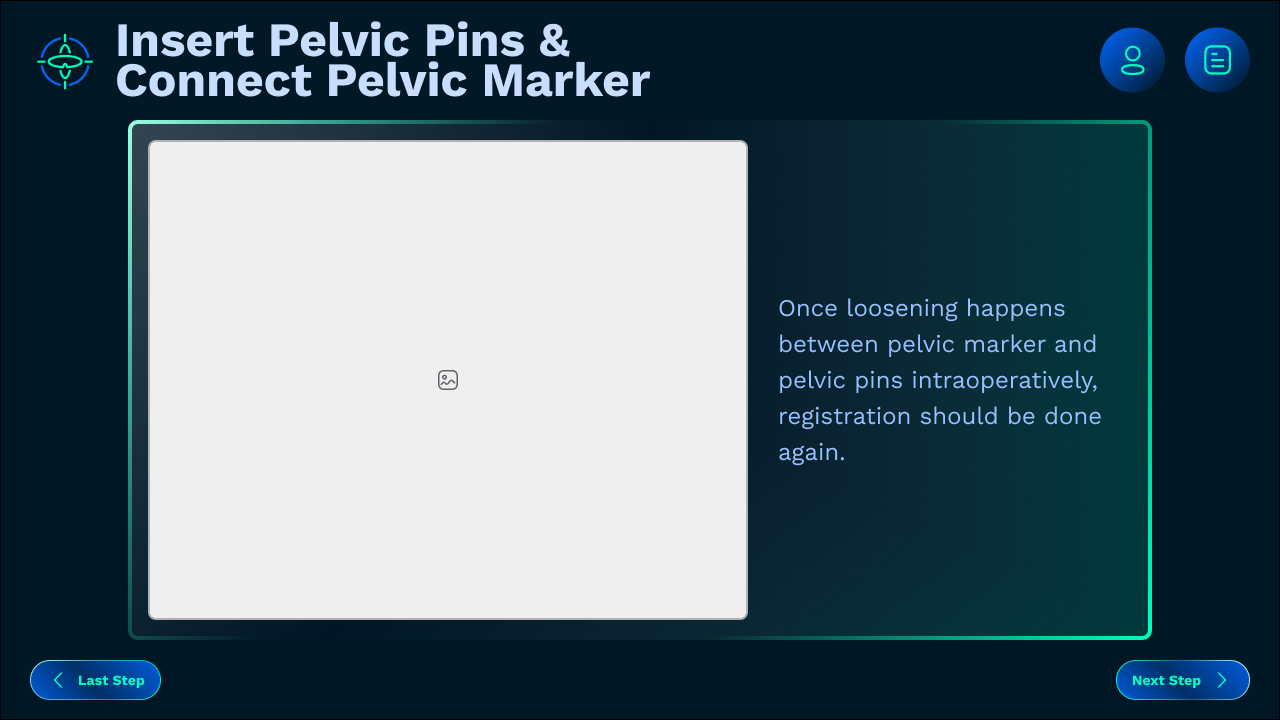 Insert Pelvic Pins &
Connect Pelvic Marker
Once loosening happens
between pelvic marker and
pelvic pins intraoperatively,
registration should be done
again.
Last Step
Next Step